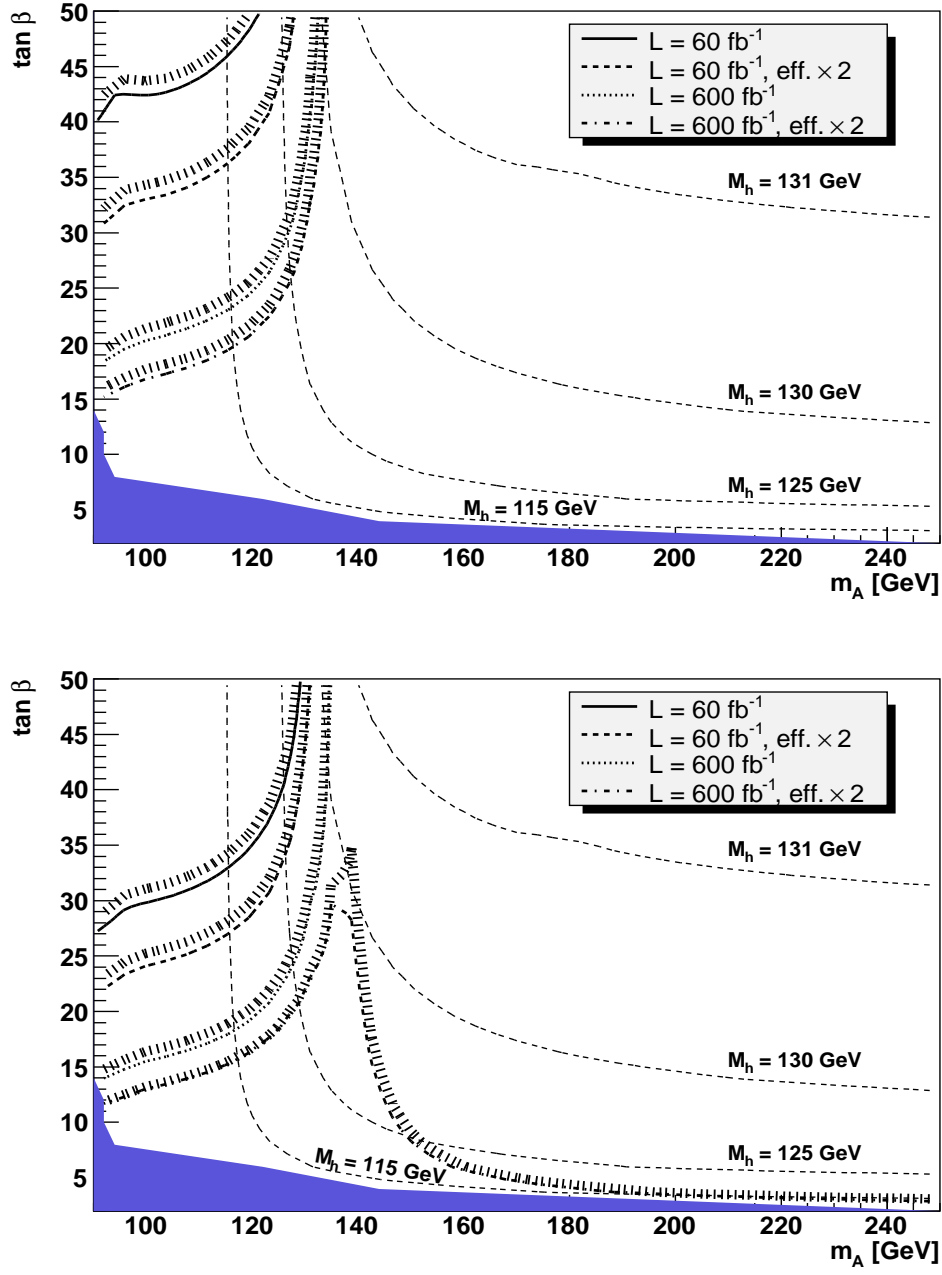 tan β
50
45
40
35
30
25
20
15
10
5
L = 60 fb⁻¹
L = 60 fb⁻¹, eff. × 2
L = 600 fb⁻¹
L = 600 fb⁻¹, eff. × 2
M_h = 131 GeV
M_h = 130 GeV
M_h = 125 GeV
M_h = 115 GeV
100 120 140 160 180 200 220 240
m_A [GeV]
tan β
50
45
40
35
30
25
20
15
10
5
L = 60 fb⁻¹
L = 60 fb⁻¹, eff. × 2
L = 600 fb⁻¹
L = 600 fb⁻¹, eff. × 2
M_h = 131 GeV
M_h = 130 GeV
M_h = 125 GeV
M_h = 115 GeV
100 120 140 160 180 200 220 240
m_A [GeV]